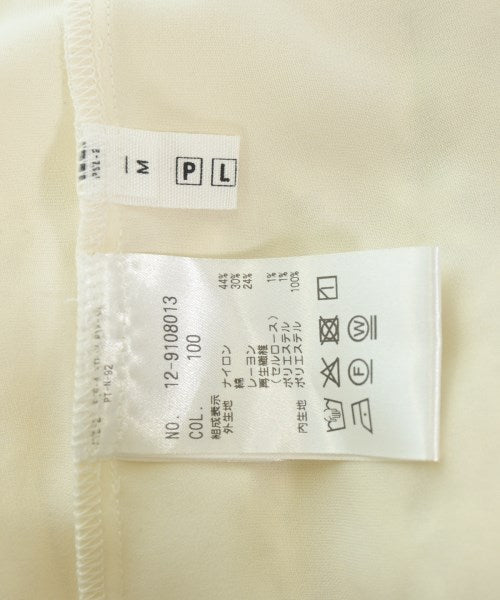 M
P L
NO. 12-9108013
COL. 100
組成表示
外生地 ナイロン 44%
綿 30%
レーヨン 24%
再生繊維
(セルロース) 1%
ポリエステル 1%
内生地 ポリエステル 100%
W
F
PT-N.92